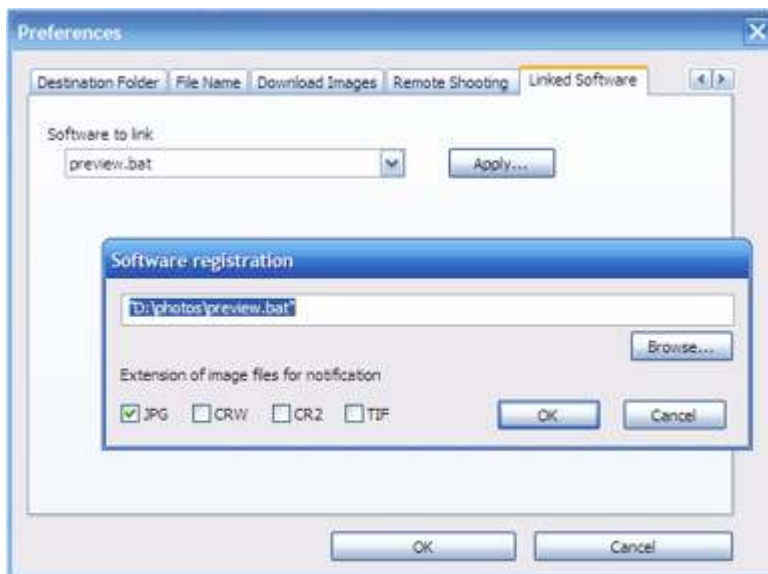 Preferences
Destination Folder File Name Download Images Remote Shooting Linked Software
Software to link
preview.bat Apply...
Software registration
"D:\photos\preview.bat"
Browse...
Extension of image files for notification
JPG CRW CR2 TIF OK Cancel
OK Cancel